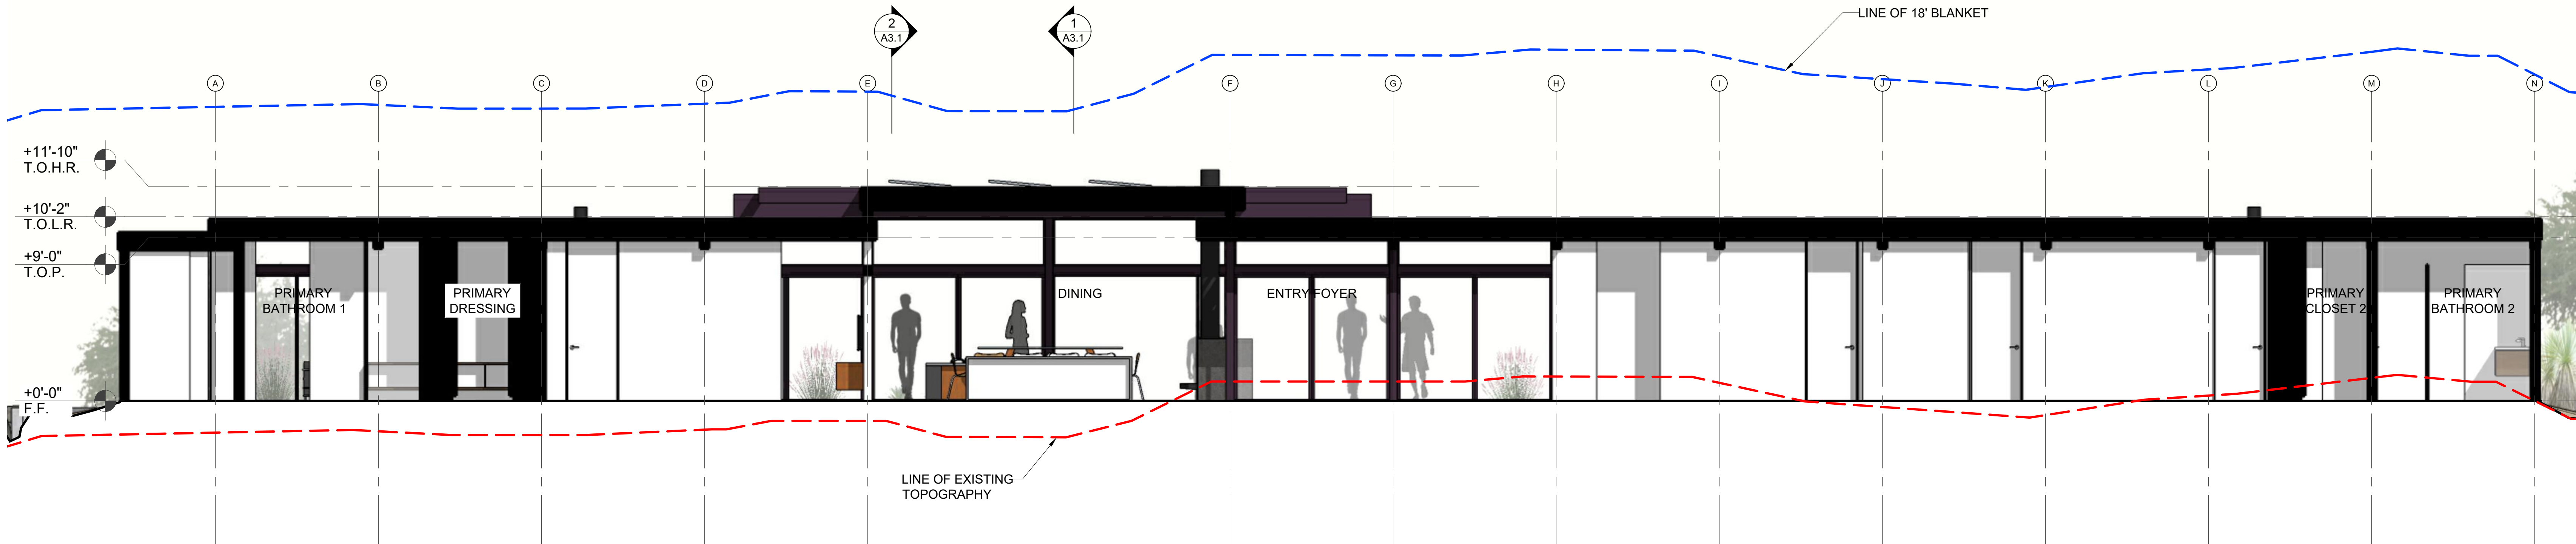 2
A3.1
1
A3.1
LINE OF 18' BLANKET
A
B
C
D
E
F
G
H
I
J
K
L
M
N
+11'-10"
T.O.H.R.
+10'-2"
T.O.L.R.
+9'-0"
T.O.P.
PRIMARY
BATHROOM 1
PRIMARY
DRESSING
DINING
ENTRY FOYER
PRIMARY
CLOSET 2
PRIMARY
BATHROOM 2
+0'-0"
F.F.
LINE OF EXISTING
TOPOGRAPHY